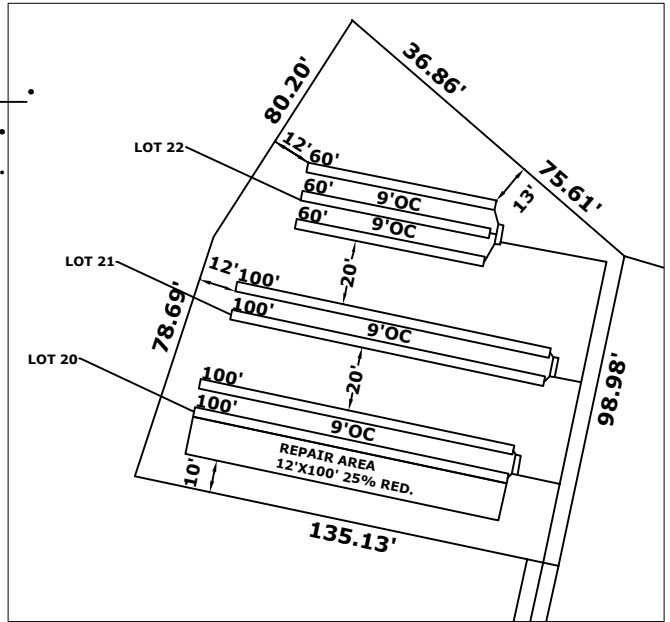 36.86'
80.20'
75.61'
LOT 22
12'
60'
13'
60'
9'OC
60'
9'OC
LOT 21
20'
12'
100'
100'
9'OC
78.69'
LOT 20
20'
98.98'
100'
100'
9'OC
REPAIR AREA
12'X100' 25% RED.
10'
135.13'